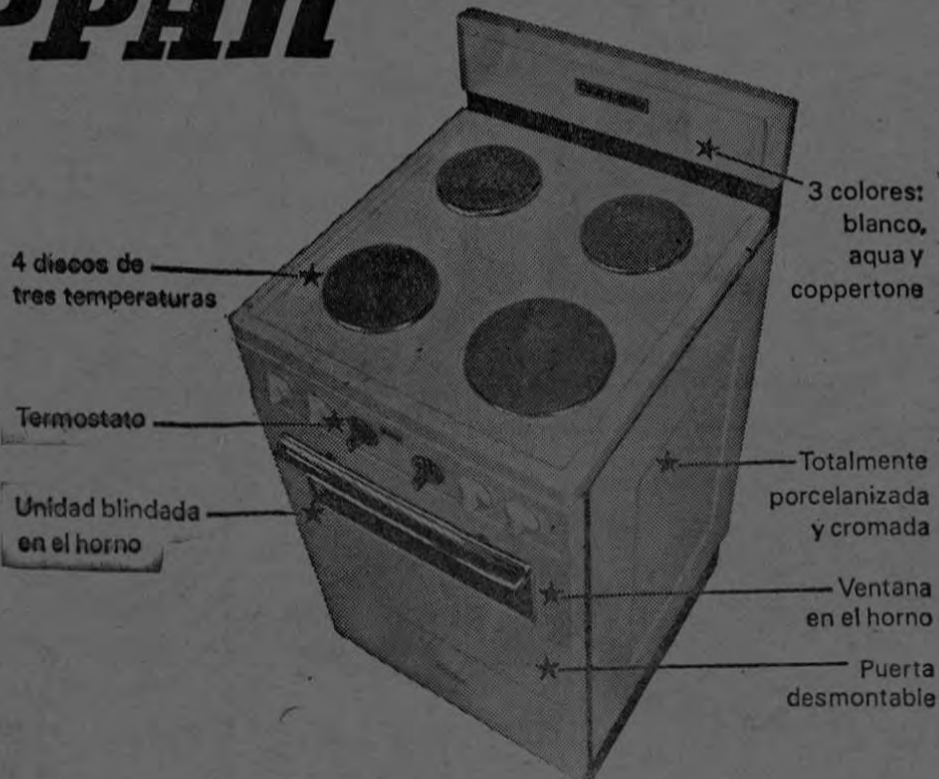 PPAN
3 colores:
blanco,
aqua y
coppertone
4 discos de
tres temperaturas
Termostato
Totalmente
porcelanizada
y cromada
Unidad blindada
en el horno
Ventana
en el horno
Puerta
desmontable